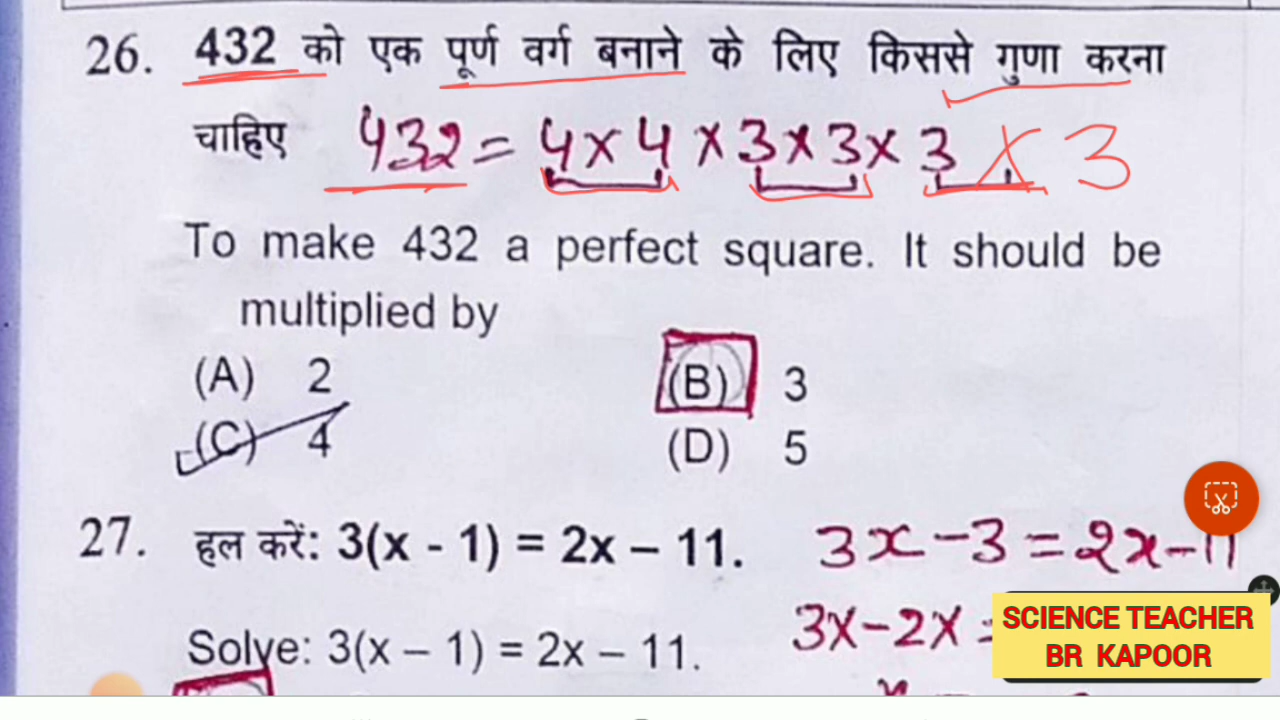 26. 432 को एक पूर्ण वर्ग बनाने के लिए किससे गुणा करना
चाहिए 432 = 4 × 4 × 3 × 3 × 3 × 3
To make 432 a perfect square. It should be
multiplied by
(A) 2 (B) 3
(C) 4 (D) 5
27. हल करें: 3(x - 1) = 2x – 11. 3x - 3 = 2x - 11
3x - 2x =
Solve: 3(x – 1) = 2x – 11.
SCIENCE TEACHER
BR KAPOOR